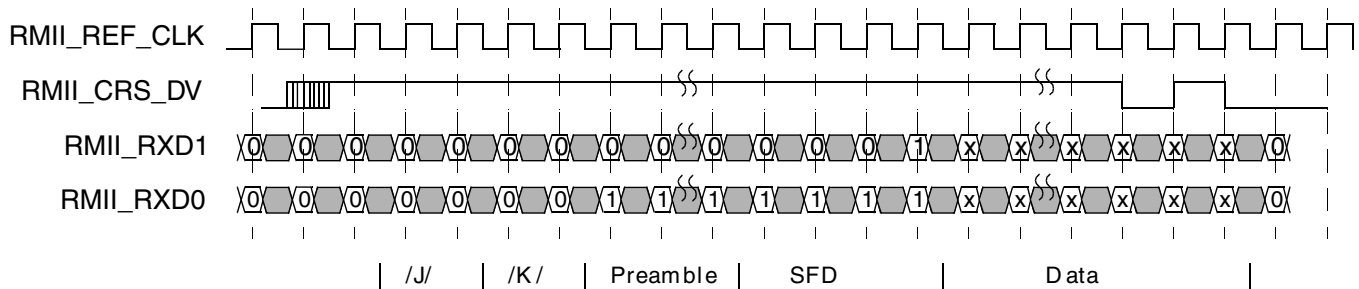 RMII_REF_CLK
RMII_CRS_DV
RMII_RXD1 0 0 0 0 0 0 0 0 0 0 0 0 0 1 x x x x x x 0
RMII_RXD0 0 0 0 0 0 0 0 1 1 1 1 1 1 1 x x x x x x 0
/J/ /K/ Preamble SFD Data